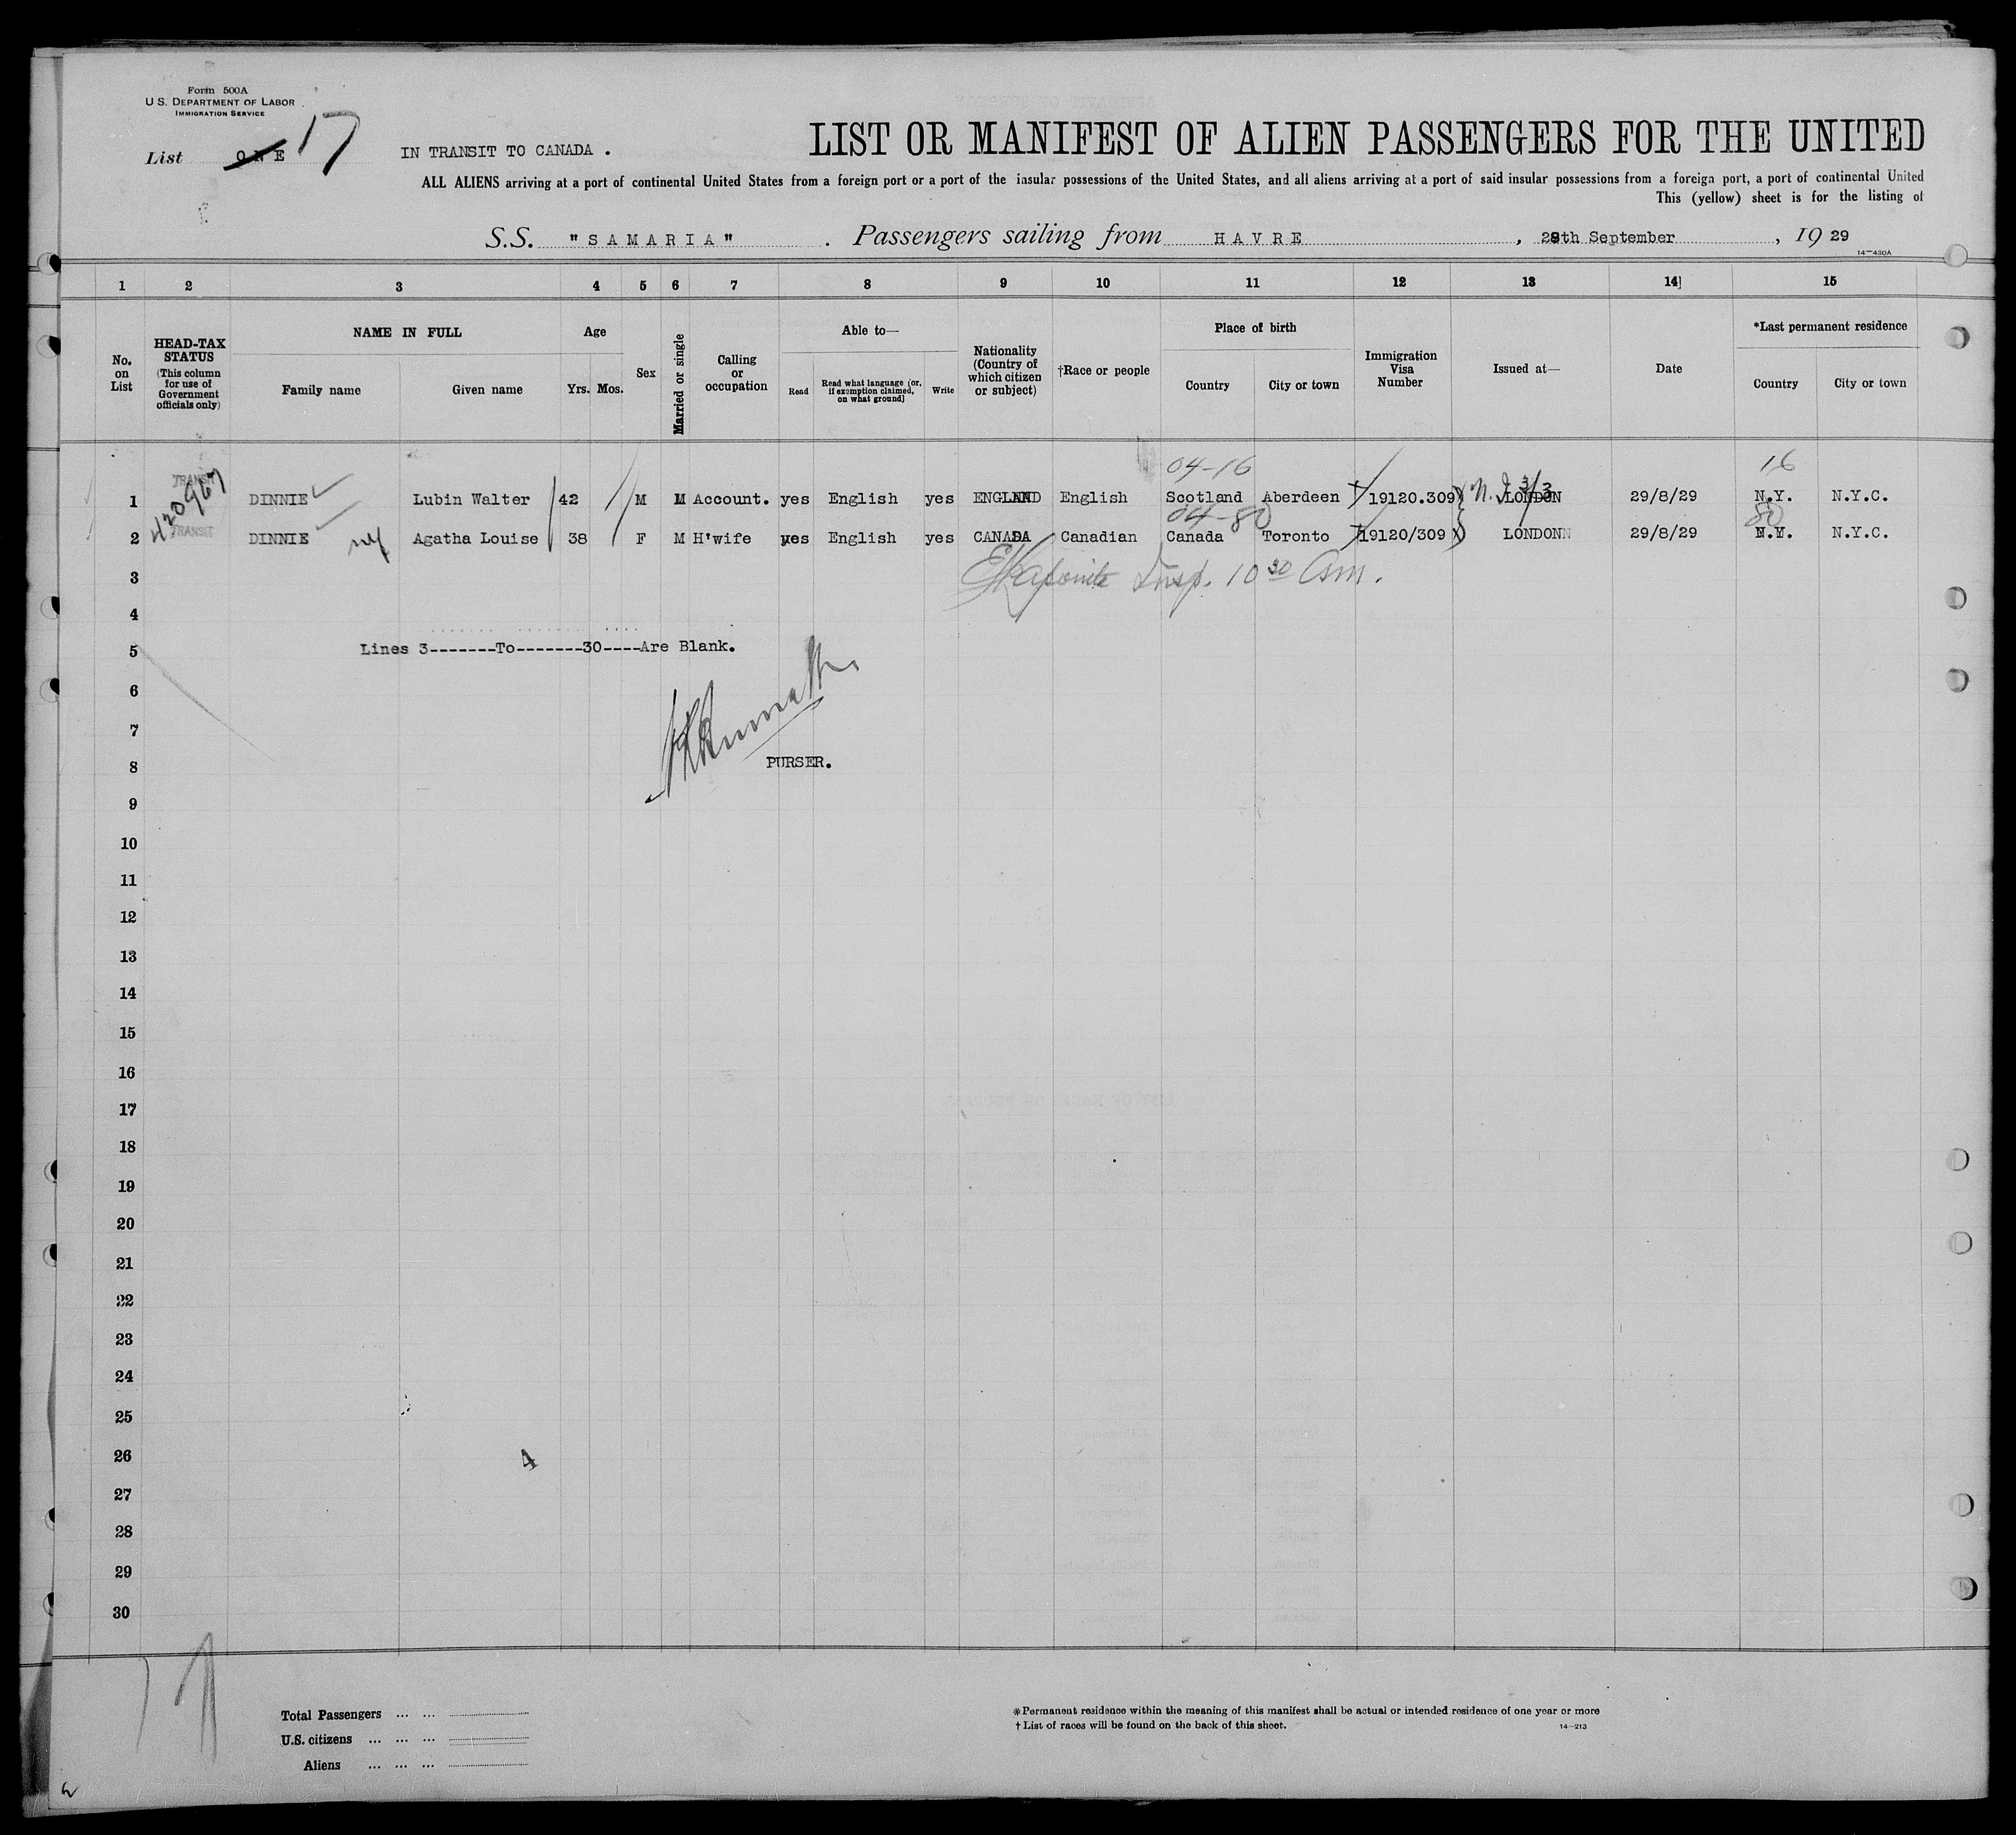 Form 500A
U.S. DEPARTMENT OF LABOR
IMMIGRATION SERVICE
List ONE 17
IN TRANSIT TO CANADA .
LIST OR MANIFEST OF ALIEN PASSENGERS FOR THE UNITED
ALL ALIENS arriving at a port of continental United States from a foreign port or a port of the insular possessions of the United States, and all aliens arriving at a port of said insular possessions from a foreign port, a port of continental United
This (yellow) sheet is for the listing of
S.S. "SAMARIA" . Passengers sailing from HAVRE , 28th September , 19 29
14-430A
1 2 3 4 5 6 7 8 9 10 11 12 13 14 15
No. on List
HEAD-TAX STATUS (This column for use of Government officials only)
NAME IN FULL
Family name
Given name
Age
Yrs. Mos.
Sex
Married or single
Calling or occupation
Able to—
Read
Read what language (or, if exemption claimed, on what ground)
Write
Nationality (Country of which citizen or subject)
†Race or people
Place of birth
Country
City or town
Immigration Visa Number
Issued at—
Date
*Last permanent residence
Country
City or town
04-16 16
TRANSIT
420967
1 DINNIE Lubin Walter 42 M M Account. yes English yes ENGLAND English Scotland Aberdeen 19120.309 LONDON 29/8/29 N.Y. N.Y.C.
04-80 80
TRANSIT
2 DINNIE Agatha Louise 38 F M H'wife yes English yes CANADA Canadian Canada Toronto 19120/309 LONDON 29/8/29 N.Y. N.Y.C.
3 Insp. 10 30 Am.
4
5 Lines 3-------To-------30----Are Blank.
6
7
8 PURSER.
9
10
11
12
13
14
15
16
17
18
19
20
21
22
23
24
25
26 4
27
28
29
30
Total Passengers ... ...
U.S. citizens ... ... ...
Aliens ... ... ...
*Permanent residence within the meaning of this manifest shall be actual or intended residence of one year or more
† List of races will be found on the back of this sheet.
14-213